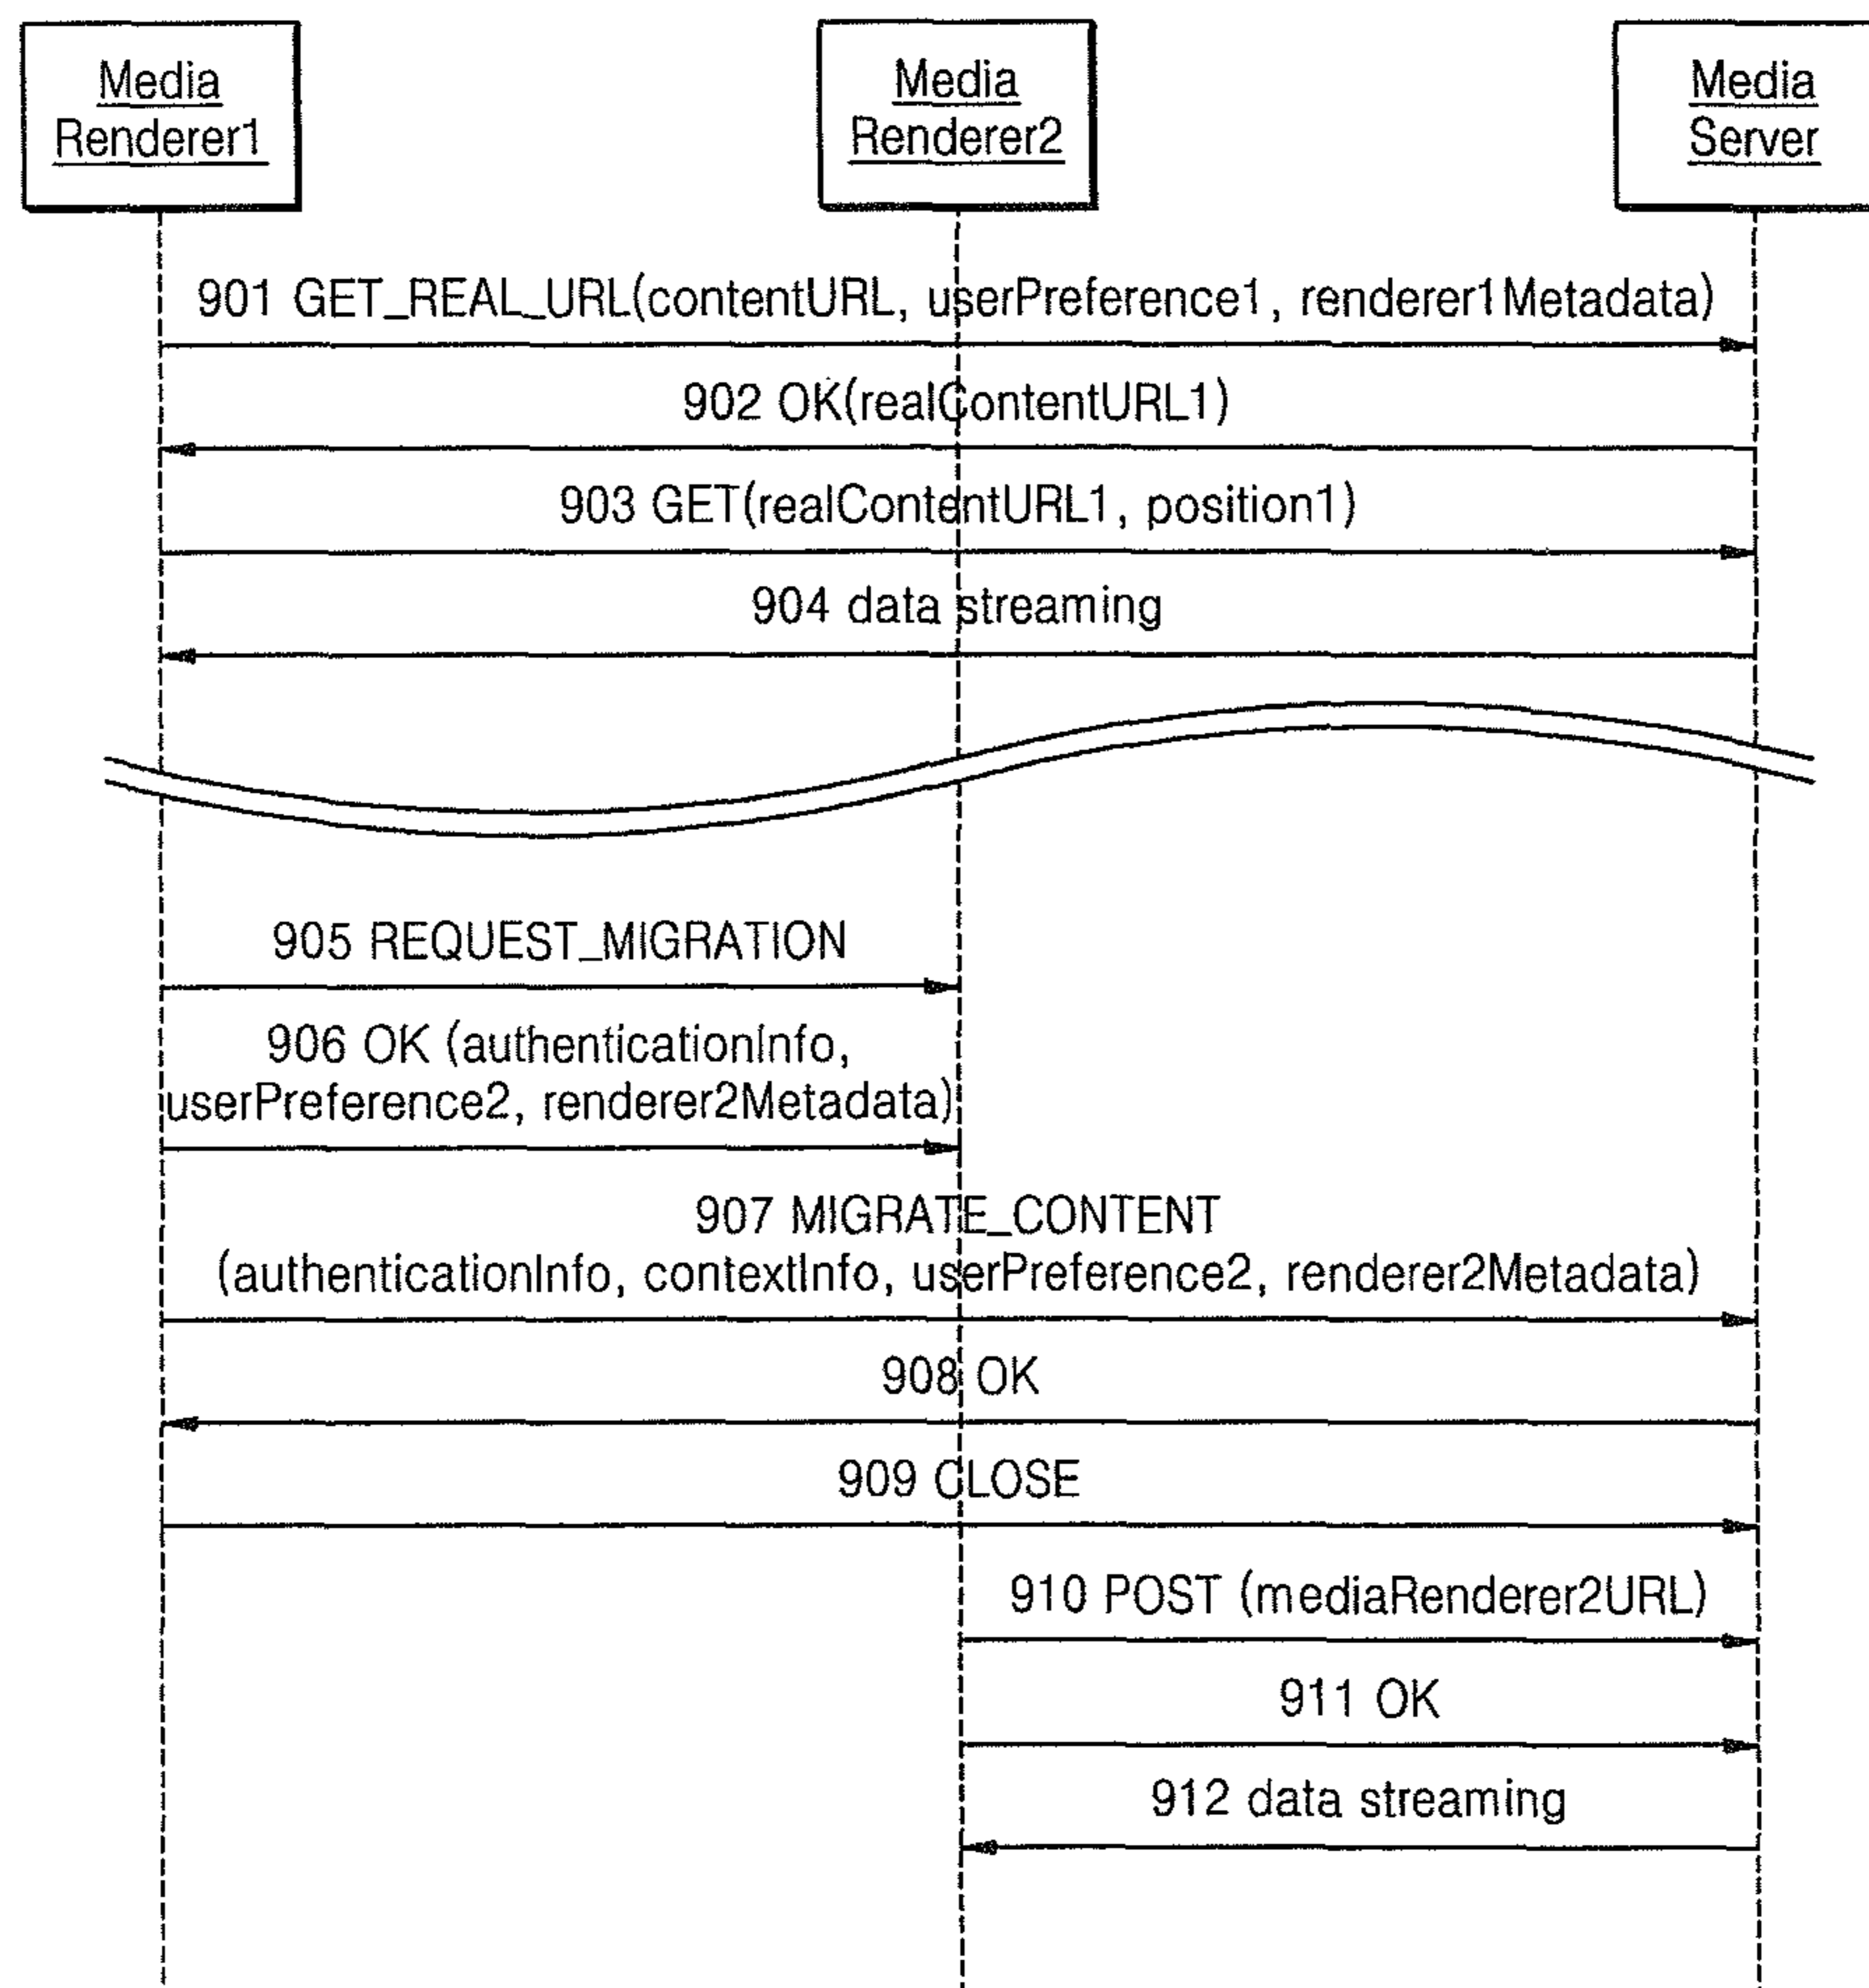 Media
Renderer1
Media
Renderer2
Media
Server
901 GET_REAL_URL(contentURL, userPreference1, renderer1Metadata)
902 OK(realContentURL1)
903 GET(realContentURL1, position1)
904 data streaming
905 REQUEST_MIGRATION
906 OK (authenticationInfo,
userPreference2, renderer2Metadata)
907 MIGRATE_CONTENT
(authenticationInfo, contextInfo, userPreference2, renderer2Metadata)
908 OK
909 CLOSE
910 POST (mediaRenderer2URL)
911 OK
912 data streaming